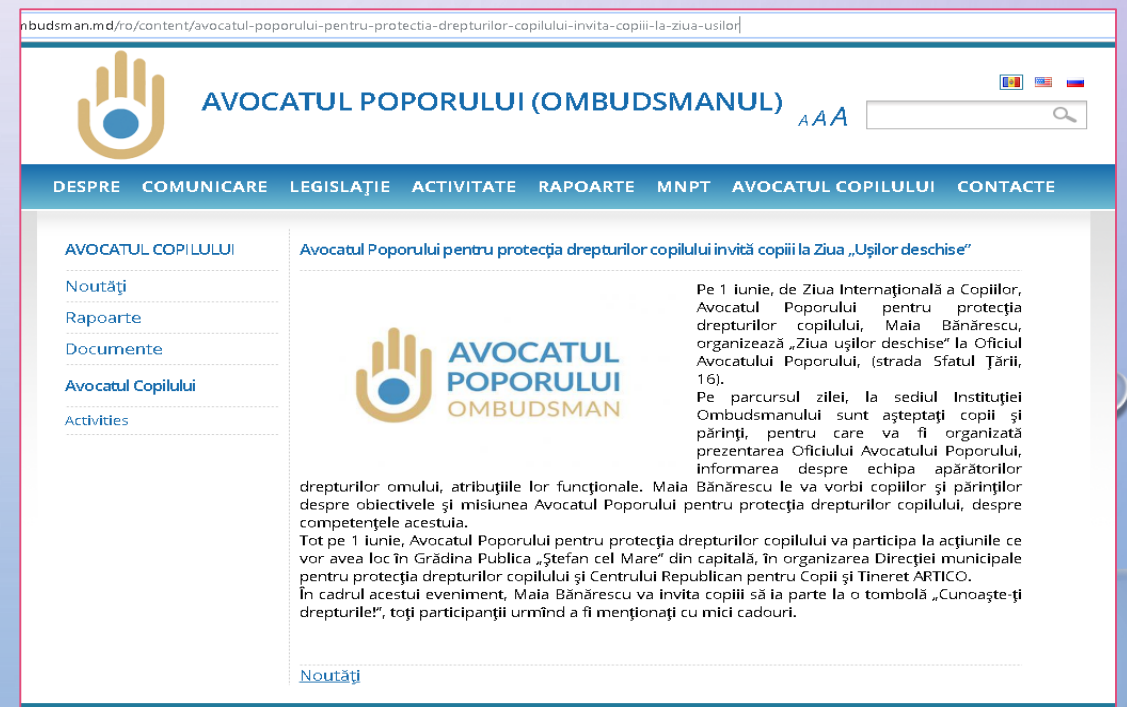 mbudsman.md/ro/content/avocatul-poporului-pentru-protectia-drepturilor-copilului-invita-copiii-la-ziua-usilor
AVOCATUL POPORULUI (OMBUDSMANUL)
A A A
DESPRE COMUNICARE LEGISLAŢIE ACTIVITATE RAPOARTE MNPT AVOCATUL COPILULUI CONTACTE
AVOCATUL COPILULUI
Noutăţi
Rapoarte
Documente
Avocatul Copilului
Activities
Avocatul Poporului pentru protecţia drepturilor copilului invită copiii la Ziua „Uşilor deschise”
AVOCATUL
POPORULUI
OMBUDSMAN
Pe 1 iunie, de Ziua Internaţională a Copiilor,
Avocatul Poporului pentru protecţia
drepturilor copilului, Maia Bănărescu,
organizează „Ziua uşilor deschise” la Oficiul
Avocatului Poporului, (strada Sfatul Ţării,
16).
Pe parcursul zilei, la sediul Instituţiei
Ombudsmanului sunt aşteptaţi copii şi
părinţi, pentru care va fi organizată
prezentarea Oficiului Avocatului Poporului,
informarea despre echipa apărătorilor
drepturilor omului, atribuţiile lor funcţionale. Maia Bănărescu le va vorbi copiilor şi părinţilor
despre obiectivele şi misiunea Avocatul Poporului pentru protecţia drepturilor copilului, despre
competenţele acestuia.
Tot pe 1 iunie, Avocatul Poporului pentru protecţia drepturilor copilului va participa la acţiunile ce
vor avea loc în Grădina Publica „Ştefan cel Mare” din capitală, în organizarea Direcţiei municipale
pentru protecţia drepturilor copilului şi Centrului Republican pentru Copii şi Tineret ARTICO.
În cadrul acestui eveniment, Maia Bănărescu va invita copiii să ia parte la o tombolă „Cunoaşte-ţi
drepturile!”, toţi participanţii urmînd a fi menţionaţi cu mici cadouri.
Noutăţi